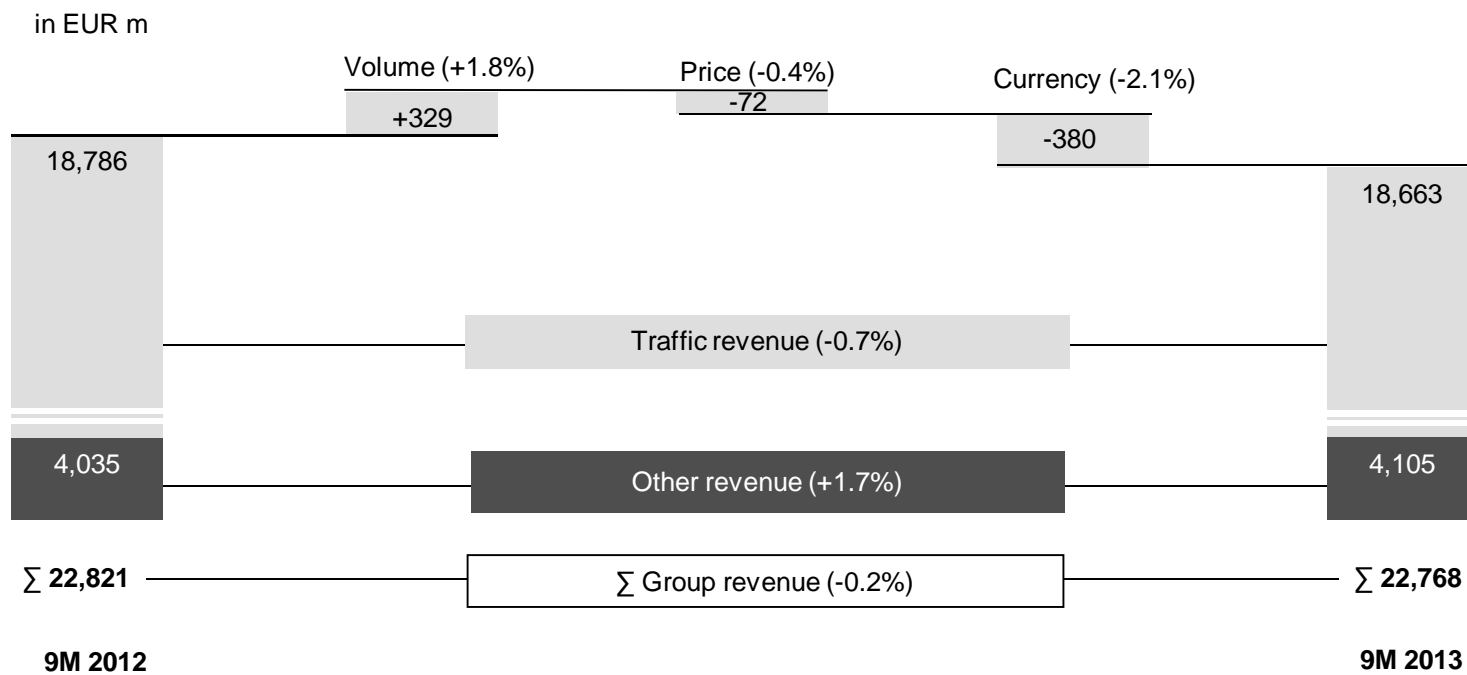 in EUR m
Volume (+1.8%)
Price (-0.4%)
Currency (-2.1%)
+329
-72
-380
18,786
18,663
Traffic revenue (-0.7%)
4,035
Other revenue (+1.7%)
4,105
∑ 22,821
∑ Group revenue (-0.2%)
∑ 22,768
9M 2012
9M 2013